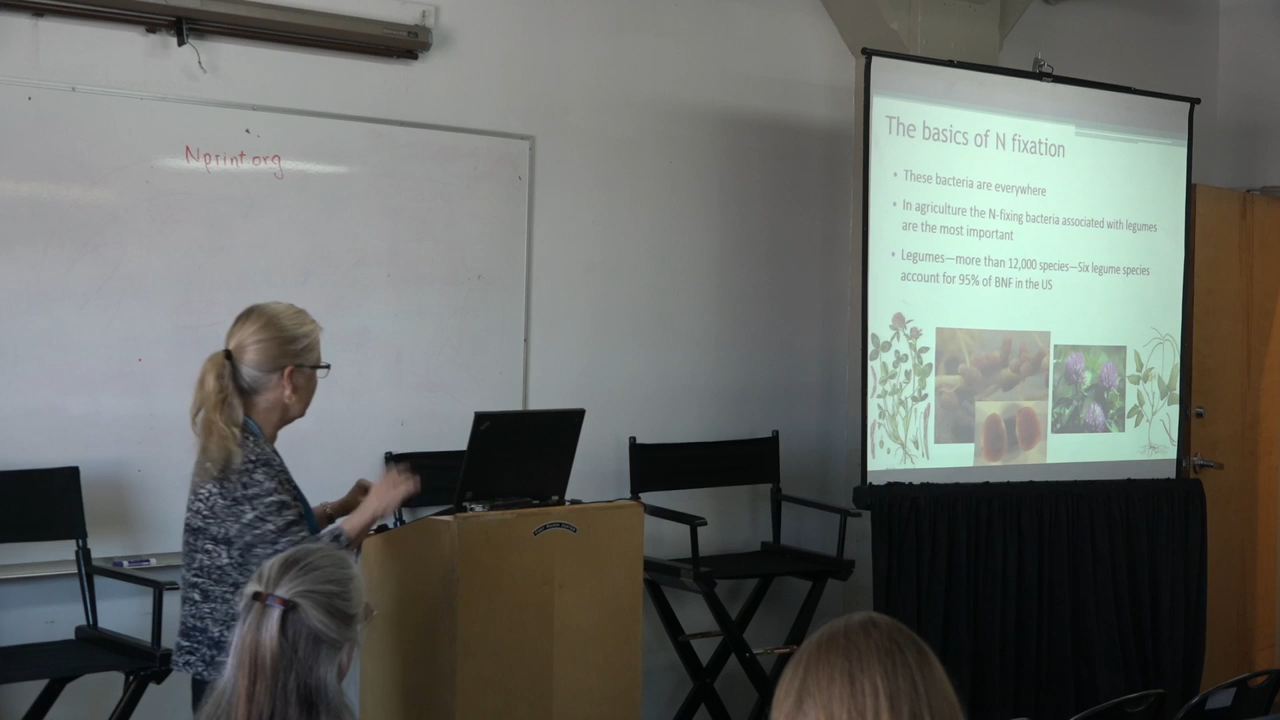 Nprint.org
The basics of N fixation
• These bacteria are everywhere
• In agriculture the N-fixing bacteria associated with legumes
are the most important
• Legumes—more than 12,000 species—Six legume species
account for 95% of BNF in the US